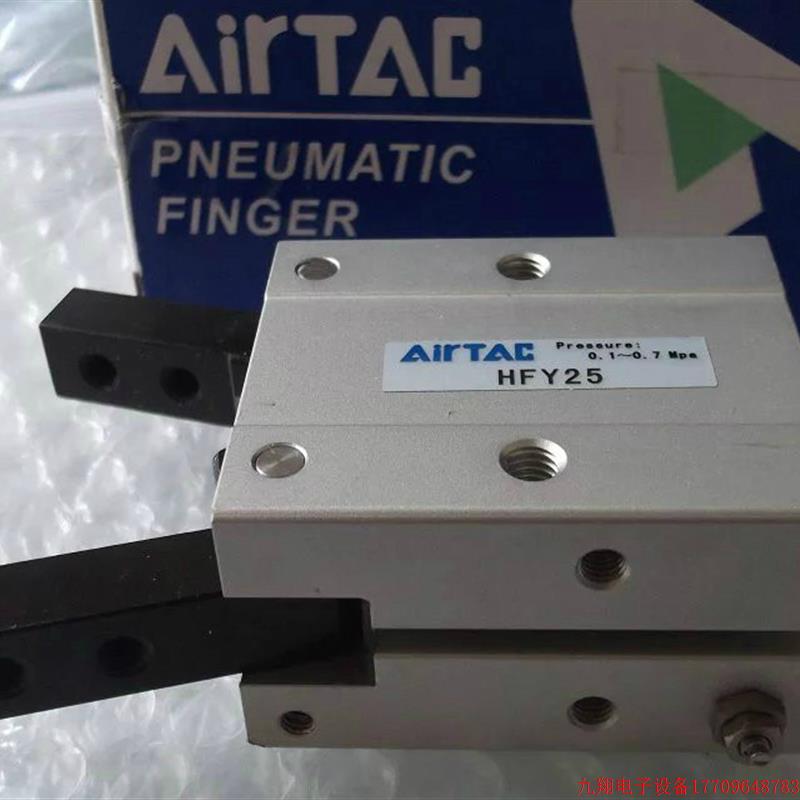 AirTAC
PNEUMATIC
FINGER
AirTAC Pressure:
0.1~0.7 Mpa
HFY25
九翔电子设备17709648783